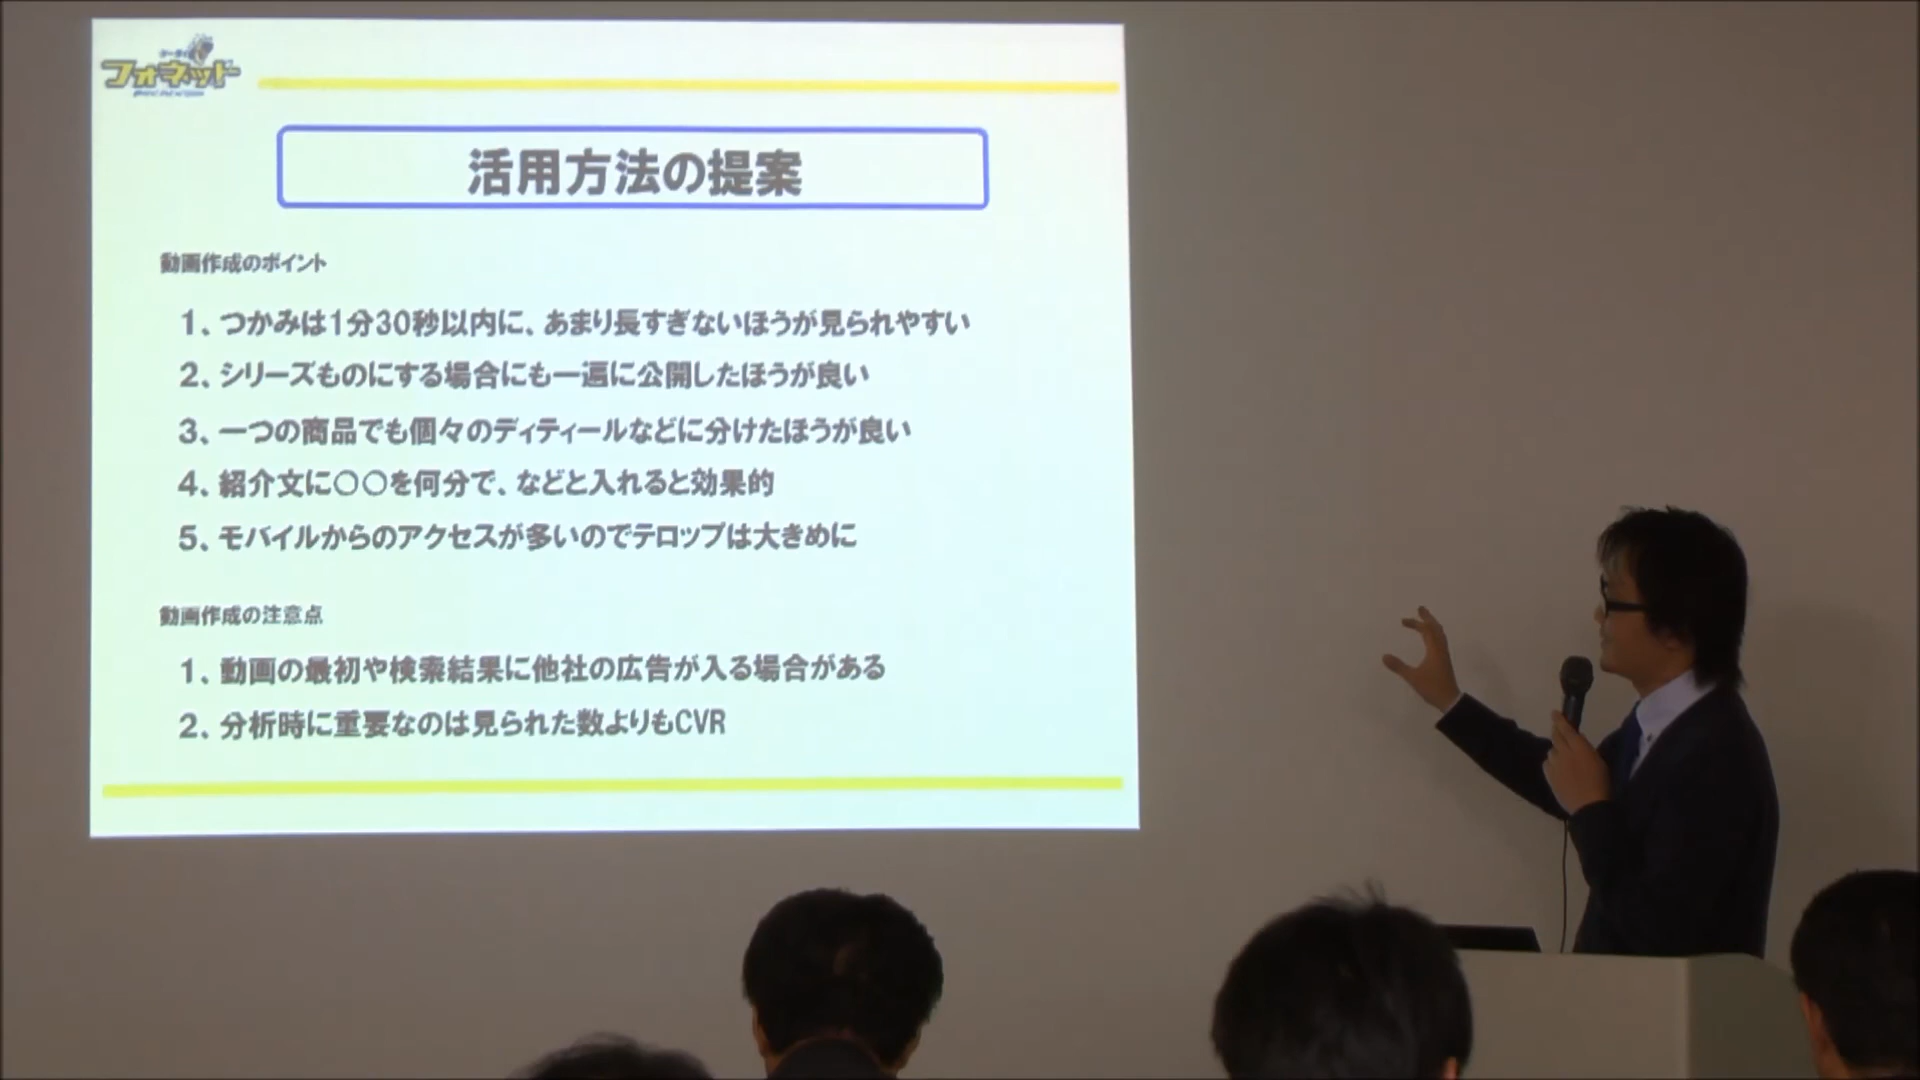 フォネット
活用方法の提案
動画作成のポイント
1、つかみは1分30秒以内に、あまり長すぎないほうが見られやすい
2、シリーズものにする場合にも一遍に公開したほうが良い
3、一つの商品でも個々のディティールなどに分けたほうが良い
4、紹介文に〇〇を何分で、などと入れると効果的
5、モバイルからのアクセスが多いのでテロップは大きめに
動画作成の注意点
1、動画の最初や検索結果に他社の広告が入る場合がある
2、分析時に重要なのは見られた数よりもCVR